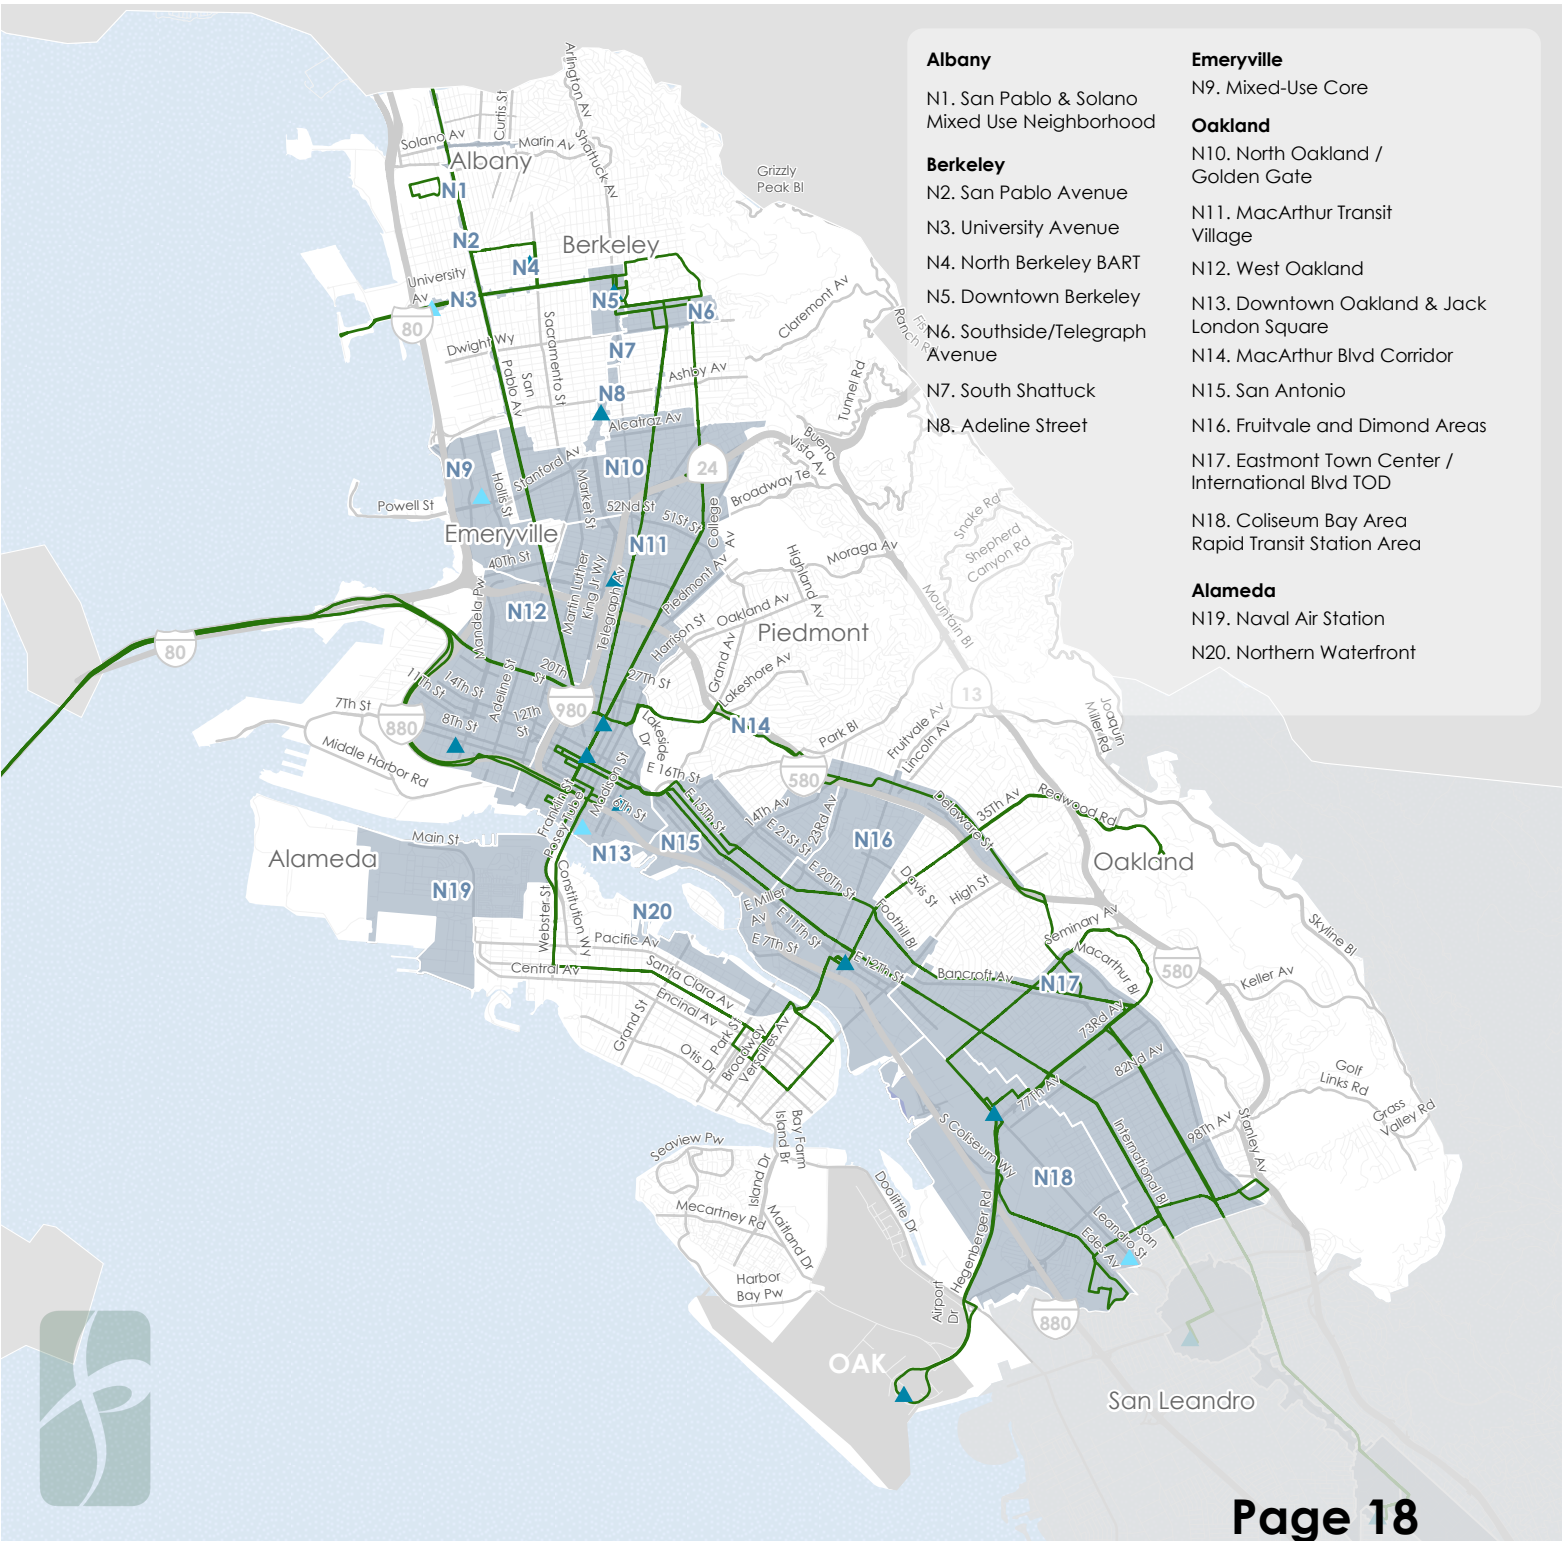 Albany
N1. San Pablo & Solano
Mixed Use Neighborhood
Berkeley
N2. San Pablo Avenue
N3. University Avenue
N4. North Berkeley BART
N5. Downtown Berkeley
N6. Southside/Telegraph
Avenue
N7. South Shattuck
N8. Adeline Street
Emeryville
N9. Mixed-Use Core
Oakland
N10. North Oakland /
Golden Gate
N11. MacArthur Transit
Village
N12. West Oakland
N13. Downtown Oakland & Jack
London Square
N14. MacArthur Blvd Corridor
N15. San Antonio
N16. Fruitvale and Dimond Areas
N17. Eastmont Town Center /
International Blvd TOD
N18. Coliseum Bay Area
Rapid Transit Station Area
Alameda
N19. Naval Air Station
N20. Northern Waterfront
Arlington Av
Curtis St
Solano Av
Marin Av
Shattuck Av
Albany
N1
Grizzly
Peak Bl
N2
Berkeley
N4
University
Av
N3
N5
N6
80
Claremont Av
Dwight Wy
N7
Sacramento St
San
Pablo Av
Ashby Av
Tunnel Rd
N8
Alcatraz Av
Buena
Vista Av
N9
Stanford Av
N10
24
Hollis St
Market St
Broadway Te
Powell St
52Nd St
51St St
College
Av
Emeryville
N11
40Th St
Martin Luther
King Jr Wy
Telegraph Av
Piedmont Av
Highland Av
Moraga Av
Snake Rd
Shepherd
Canyon Rd
Mandela Pw
N12
Oakland Av
Harrison St
Piedmont
Mountain Bl
80
Grand Av
Lakeshore Av
20Th
St
27Th St
11Th St
14Th St
Adeline St
7Th St
8Th St
12Th
St
980
880
Lakeside
Dr
N14
Park Bl
Fruitvale Av
Lincoln Av
13
Joaquin
Miller Rd
Middle Harbor Rd
Madison St
E 16Th St
580
Franklin St
Posey Tube
6Th St
E 15Th St
14Th Av
23Rd Av
E 21St St
Delaware St
35Th Av
Redwood Rd
Main St
Alameda
N13
N15
N16
Oakland
N19
Webster St
Constitution Wy
N20
E 20Th St
Davis St
High St
E Miller
Av
E 11Th St
E 7Th St
Foothill Bl
Seminary Av
Skyline Bl
Pacific Av
Central Av
Santa Clara Av
E 12Th St
Bancroft Av
N17
Macarthur Bl
580
Keller Av
Encinal Av
Grand St
Park St
Broadway
Versailles Av
Otis Dr
73Rd Av
82Nd Av
77Th Av
Golf
Links Rd
Grass
Valley Rd
Bay Farm
Island Br
Seaview Pw
S Coliseum Wy
International Bl
98Th Av
Stanley Av
Island Dr
Doolittle Dr
N18
Mecartney Rd
Maitland Dr
Hegenberger Rd
San
Leandro St
Edes Av
Harbor
Bay Pw
Airport
Dr
880
OAK
San Leandro
Page 18